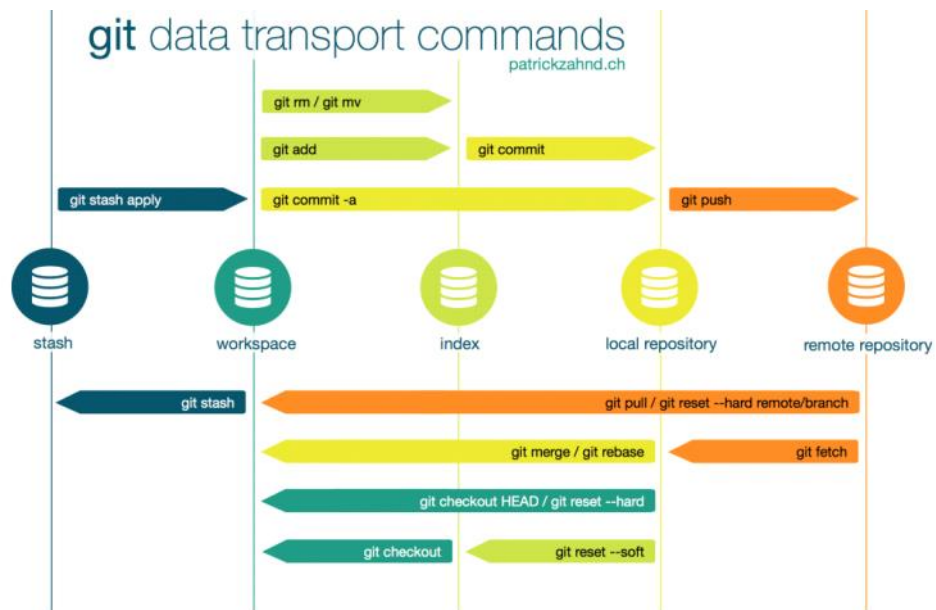 git data transport commands
patrickzahnd.ch
git rm / git mv
git add
git commit
git stash apply
git commit -a
git push
stash
workspace
index
local repository
remote repository
git stash
git pull / git reset --hard remote/branch
git merge / git rebase
git fetch
git checkout HEAD / git reset --hard
git checkout
git reset --soft